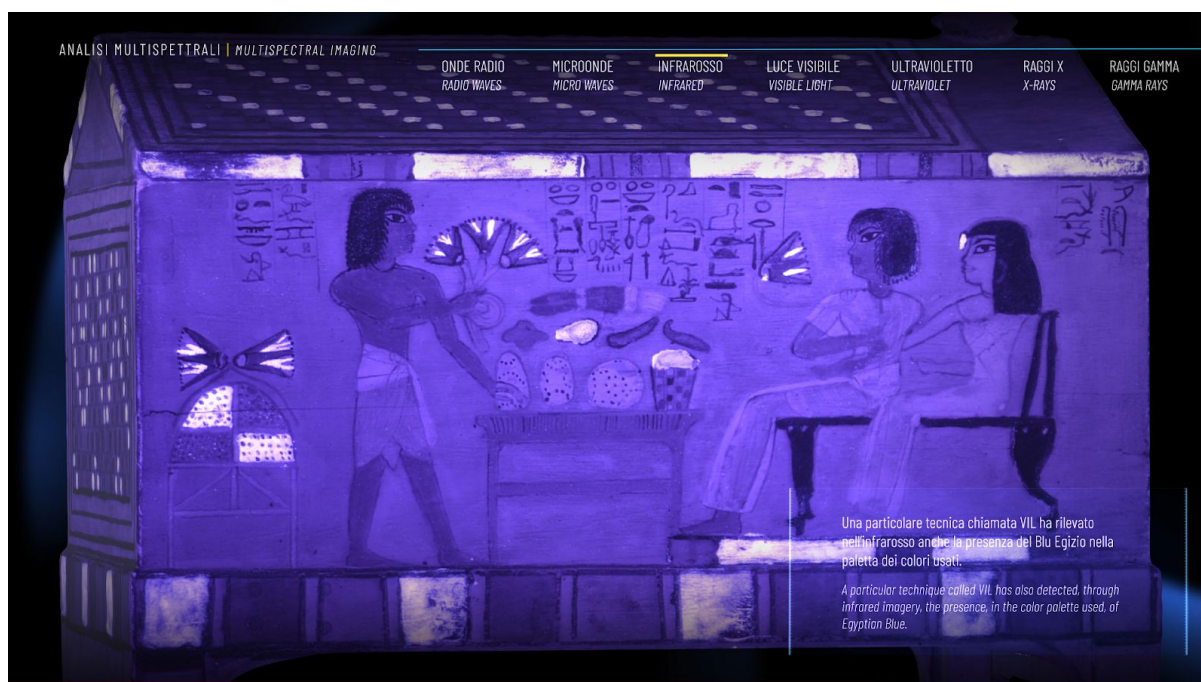 ANALISI MULTISPETTRALI | MULTISPECTRAL IMAGING
ONDE RADIO MICROONDE INFRAROSSO LUCE VISIBILE ULTRAVIOLETTO RAGGI X RAGGI GAMMA
RADIO WAVES MICRO WAVES INFRARED VISIBLE LIGHT ULTRAVIOLET X-RAYS GAMMA RAYS
Una particolare tecnica chiamata VIL ha rilevato
nell'infrarosso anche la presenza del Blu Egizio nella
paletta dei colori usati.
A particular technique called VIL has also detected, through
infrared imagery, the presence, in the color palette used, of
Egyptian Blue.